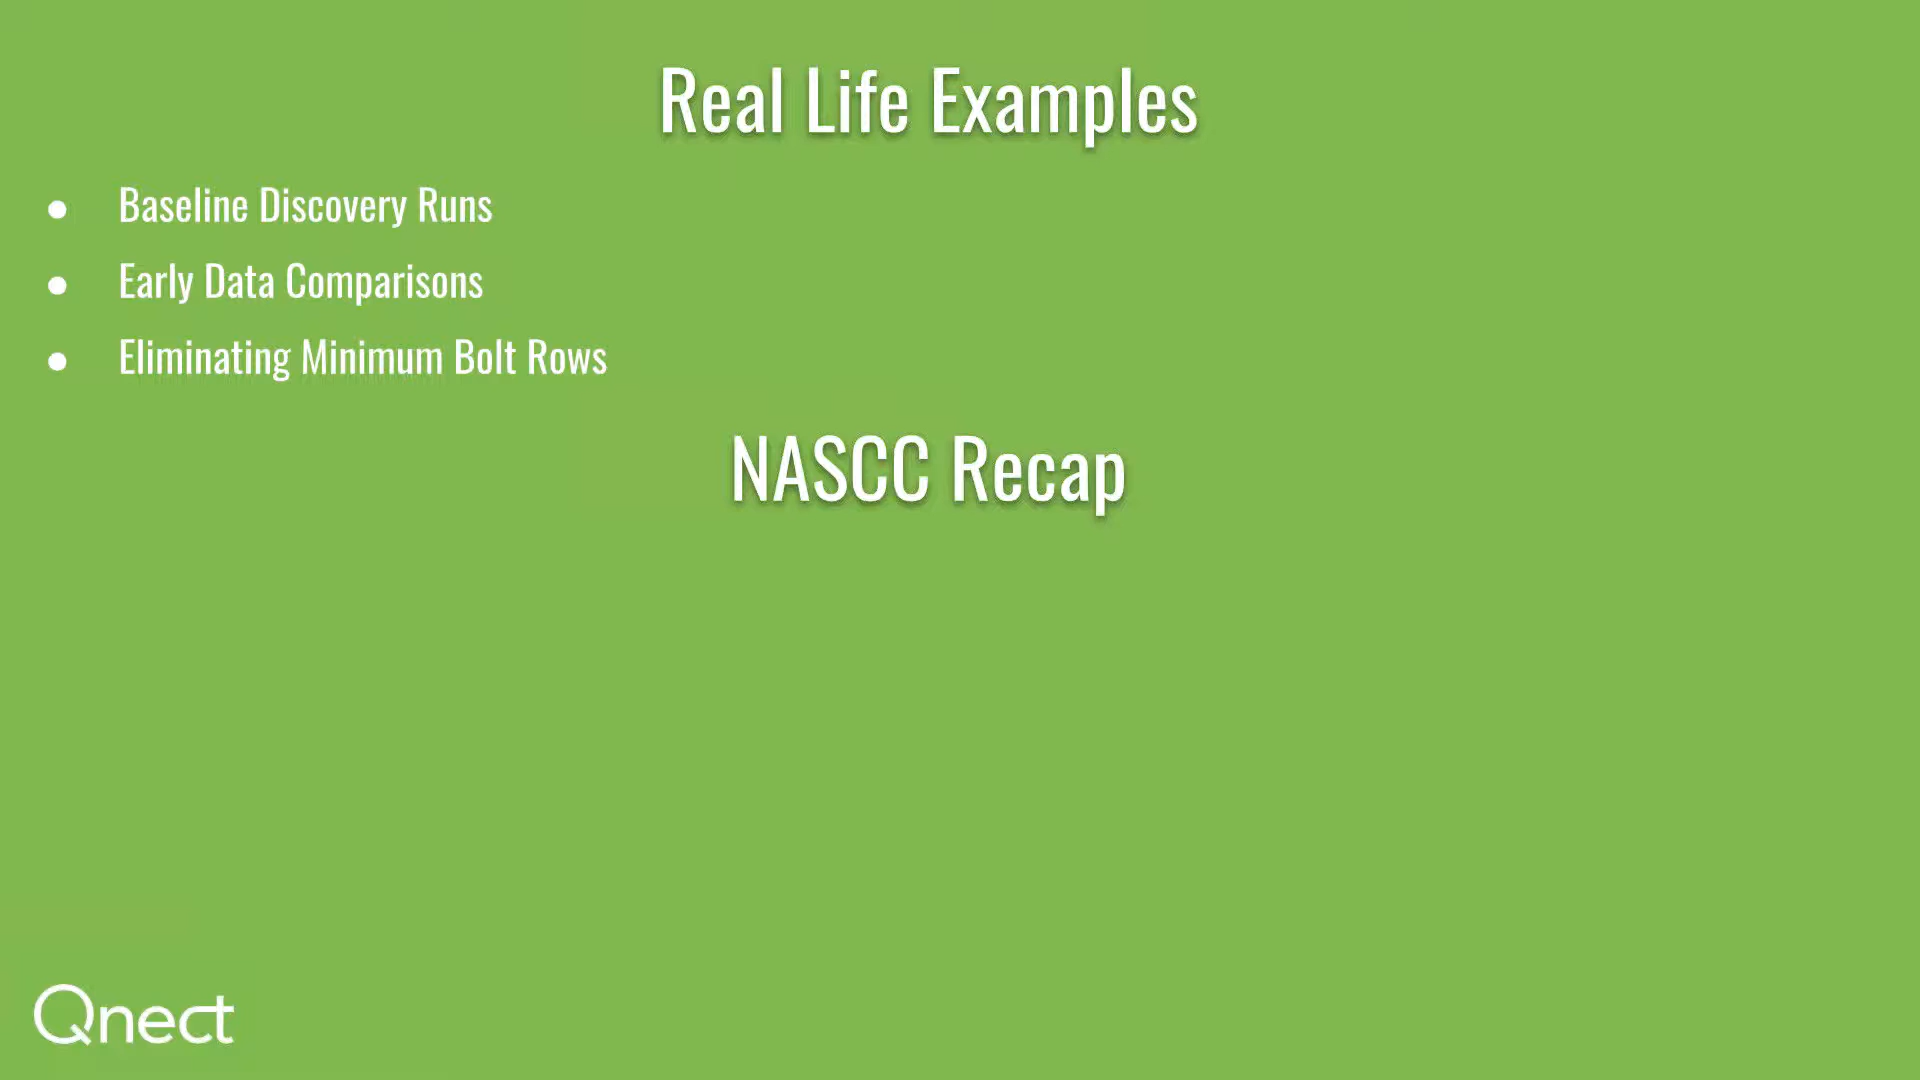 Real Life Examples
● Baseline Discovery Runs
● Early Data Comparisons
● Eliminating Minimum Bolt Rows
NASCC Recap
Qnect